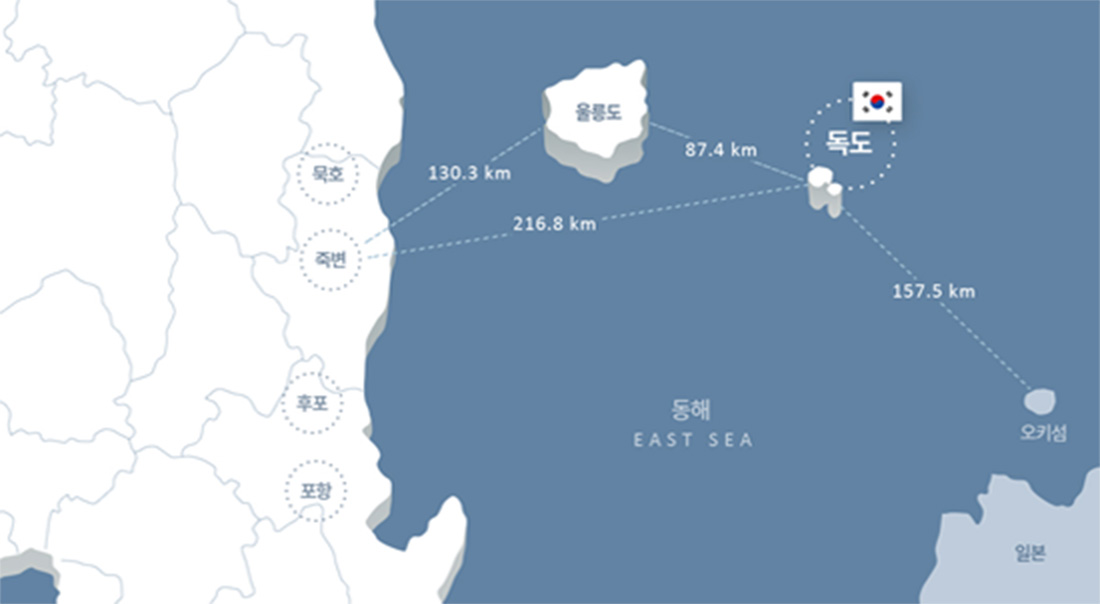 울릉도
독도
87.4 km
130.3 km
묵호
216.8 km
죽변
157.5 km
후포
동해
EAST SEA
오키섬
포항
일본